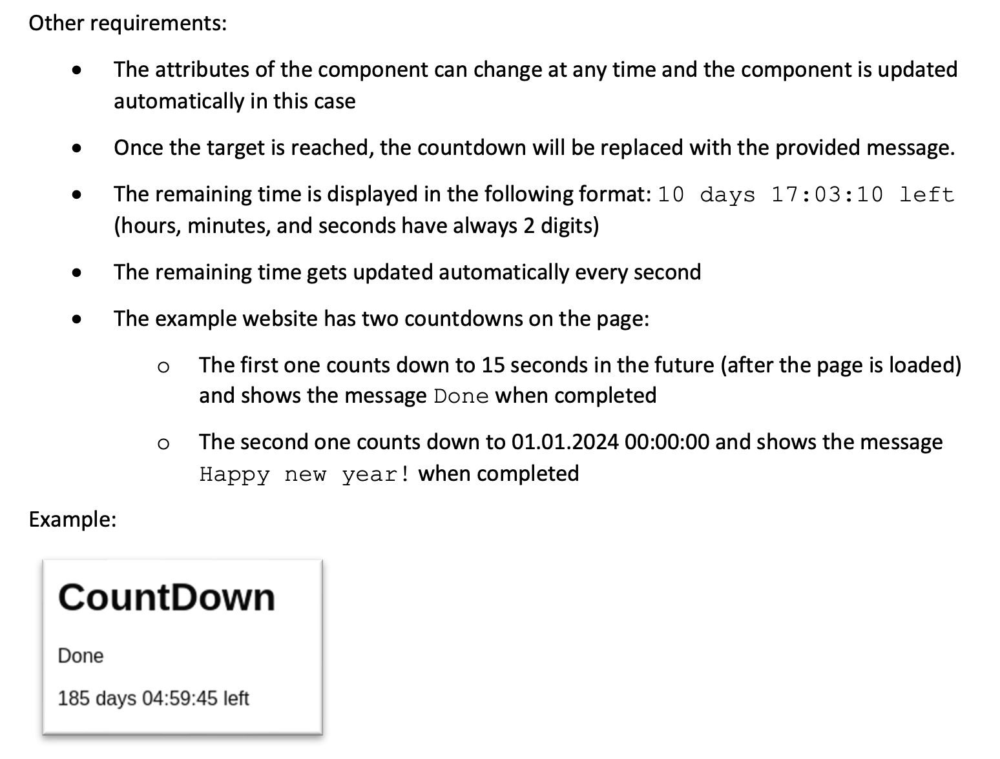 Other requirements:
• The attributes of the component can change at any time and the component is updated
automatically in this case
• Once the target is reached, the countdown will be replaced with the provided message.
• The remaining time is displayed in the following format: 10 days 17:03:10 left
(hours, minutes, and seconds have always 2 digits)
• The remaining time gets updated automatically every second
• The example website has two countdowns on the page:
o The first one counts down to 15 seconds in the future (after the page is loaded)
and shows the message Done when completed
o The second one counts down to 01.01.2024 00:00:00 and shows the message
Happy new year! when completed
Example:
CountDown
Done
185 days 04:59:45 left